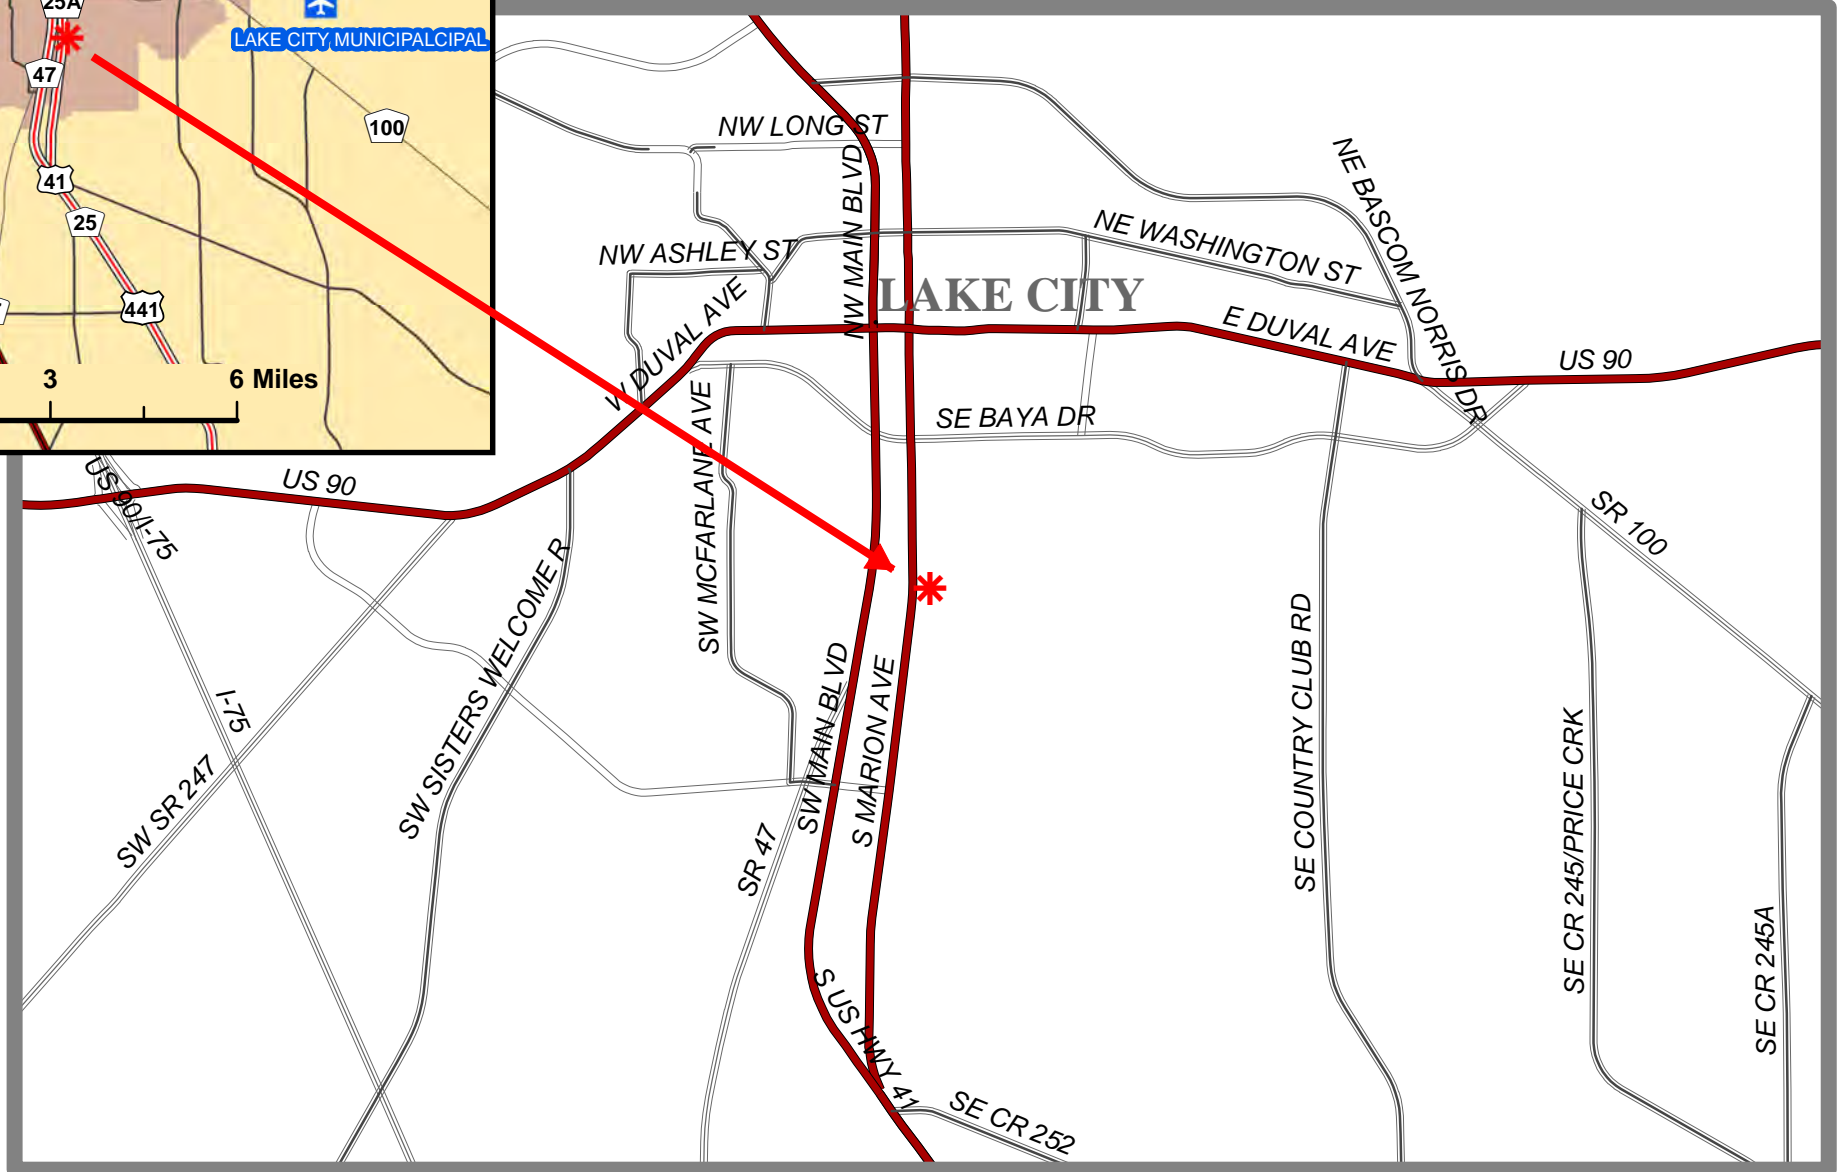 25A
LAKE CITY MUNICIPALCIPAL
47
100
41
25
441
3
6 Miles
NW LONG ST
NW MAIN BLVD
NE BASCOM NORRIS DR
NW ASHLEY ST
NE WASHINGTON ST
LAKE CITY
W DUVAL AVE
E DUVAL AVE
US 90
SE BAYA DR
SW MCFARLANE AVE
US 90
US 90/I-75
SR 100
SW SISTERS WELCOME R
I-75
SW SR 247
SW MAIN BLVD
S MARION AVE
SR 47
SE COUNTRY CLUB RD
SE CR 245/PRICE CRK
SE CR 245A
S US HWY 41
SE CR 252